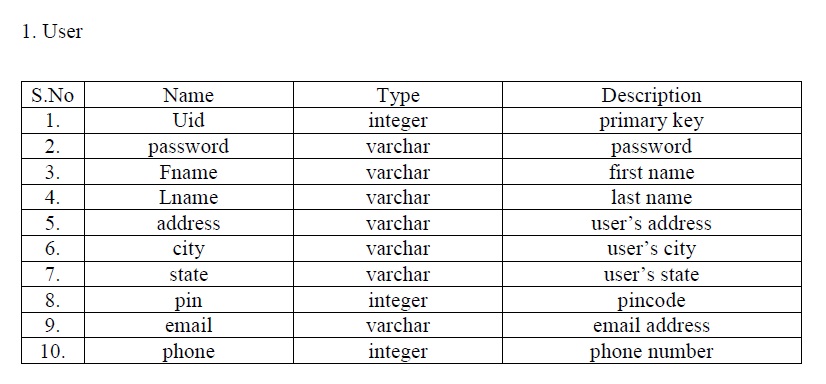 1. User
S.No Name Type Description
1. Uid integer primary key
2. password varchar password
3. Fname varchar first name
4. Lname varchar last name
5. address varchar user’s address
6. city varchar user’s city
7. state varchar user’s state
8. pin integer pincode
9. email varchar email address
10. phone integer phone number